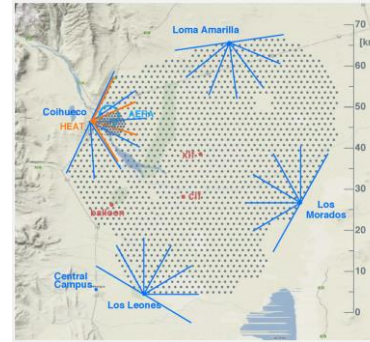 Loma Amarilla
70
[km
60
Coihueco
HEAT
AERA
50
40
xlf
30
clf
balloon
Los
Morados
20
Central
Campus
10
Los Leones
0